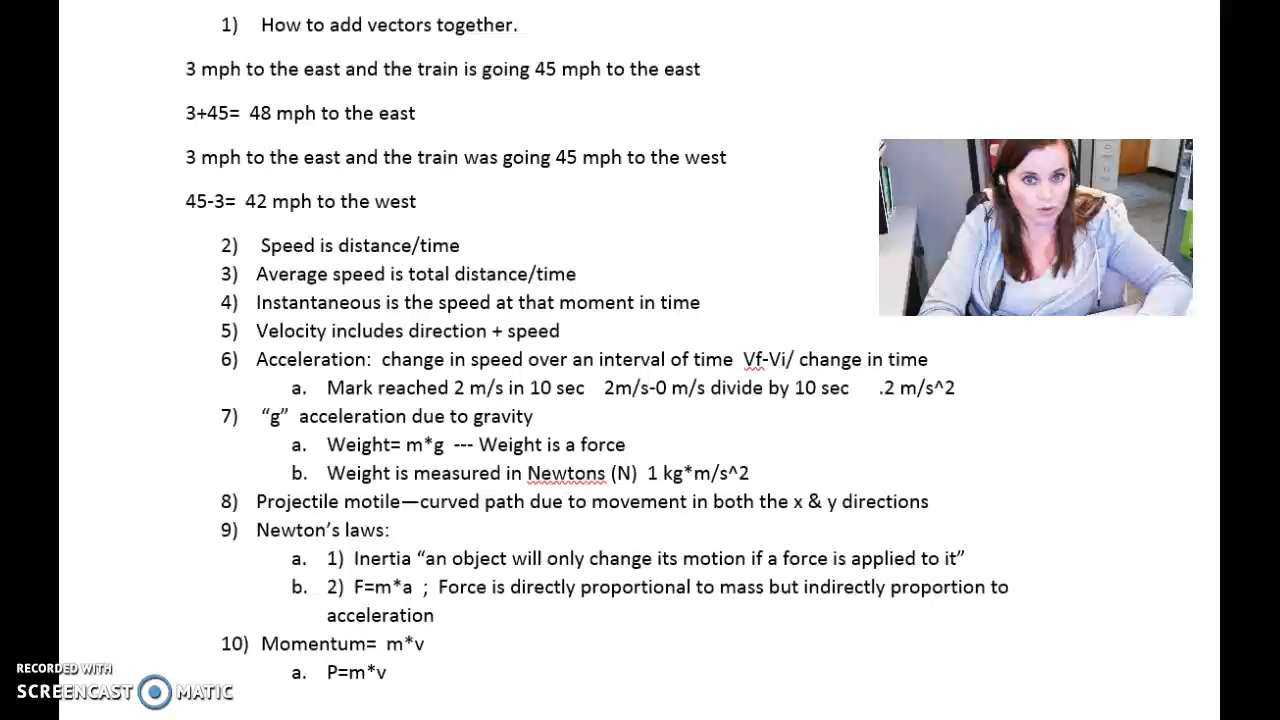 1) How to add vectors together.
3 mph to the east and the train is going 45 mph to the east
3+45= 48 mph to the east
3 mph to the east and the train was going 45 mph to the west
45-3= 42 mph to the west
2) Speed is distance/time
3) Average speed is total distance/time
4) Instantaneous is the speed at that moment in time
5) Velocity includes direction + speed
6) Acceleration: change in speed over an interval of time Vf-Vi/ change in time
a. Mark reached 2 m/s in 10 sec 2m/s-0 m/s divide by 10 sec .2 m/s^2
7) “g” acceleration due to gravity
a. Weight= m*g --- Weight is a force
b. Weight is measured in Newtons (N) 1 kg*m/s^2
8) Projectile motile—curved path due to movement in both the x & y directions
9) Newton’s laws:
a. 1) Inertia “an object will only change its motion if a force is applied to it”
b. 2) F=m*a ; Force is directly proportional to mass but indirectly proportion to
acceleration
10) Momentum= m*v
a. P=m*v
RECORDED WITH
SCREENCAST MATIC